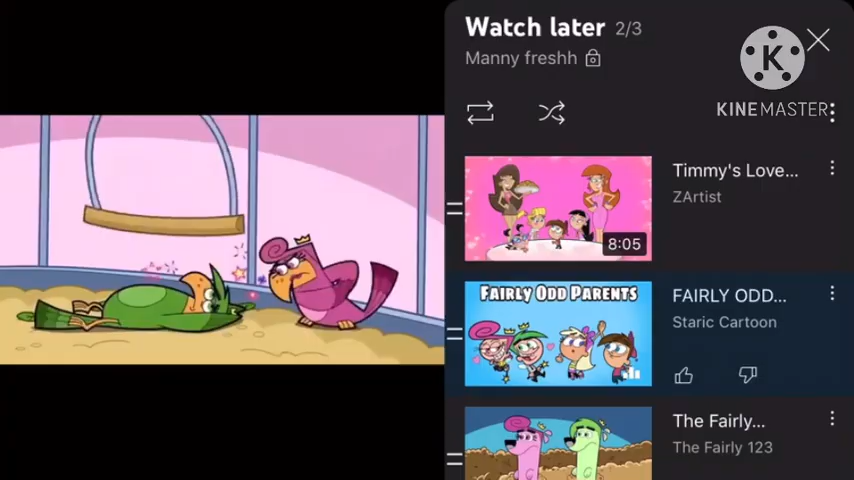 Watch later 2/3
Manny freshh
K
KINEMASTER
Timmy's Love...
ZArtist
8:05
FAIRLY ODD PARENTS
FAIRLY ODD...
Staric Cartoon
The Fairly...
The Fairly 123